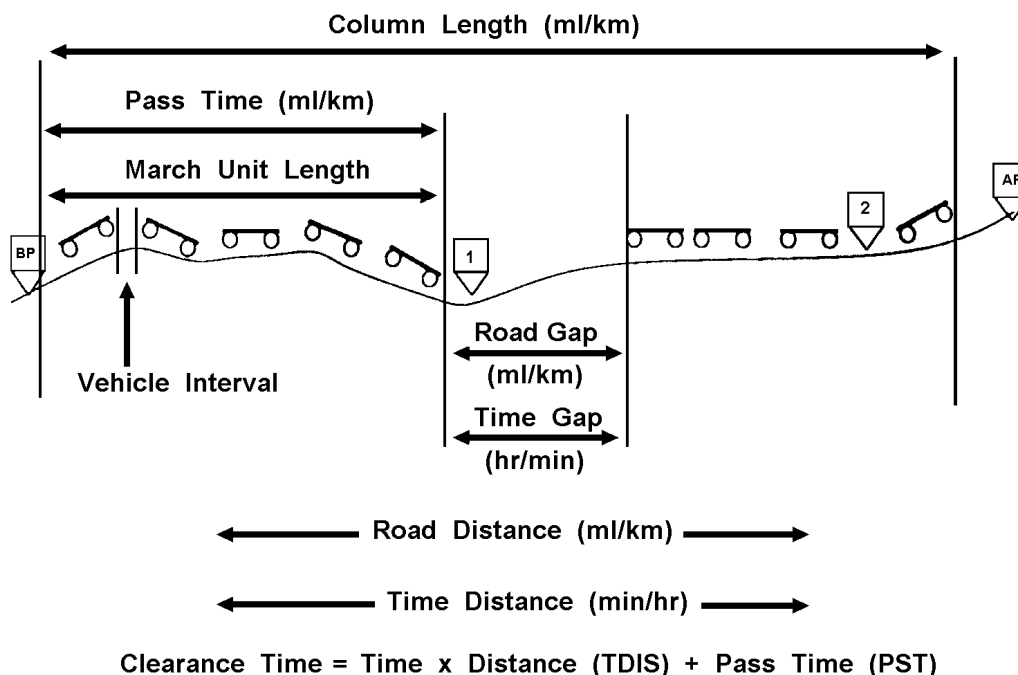 Column Length (ml/km)
Pass Time (ml/km)
March Unit Length
BP
1
2
Vehicle Interval
Road Gap
(ml/km)
Time Gap
(hr/min)
Road Distance (ml/km)
Time Distance (min/hr)
Clearance Time = Time x Distance (TDIS) + Pass Time (PST)